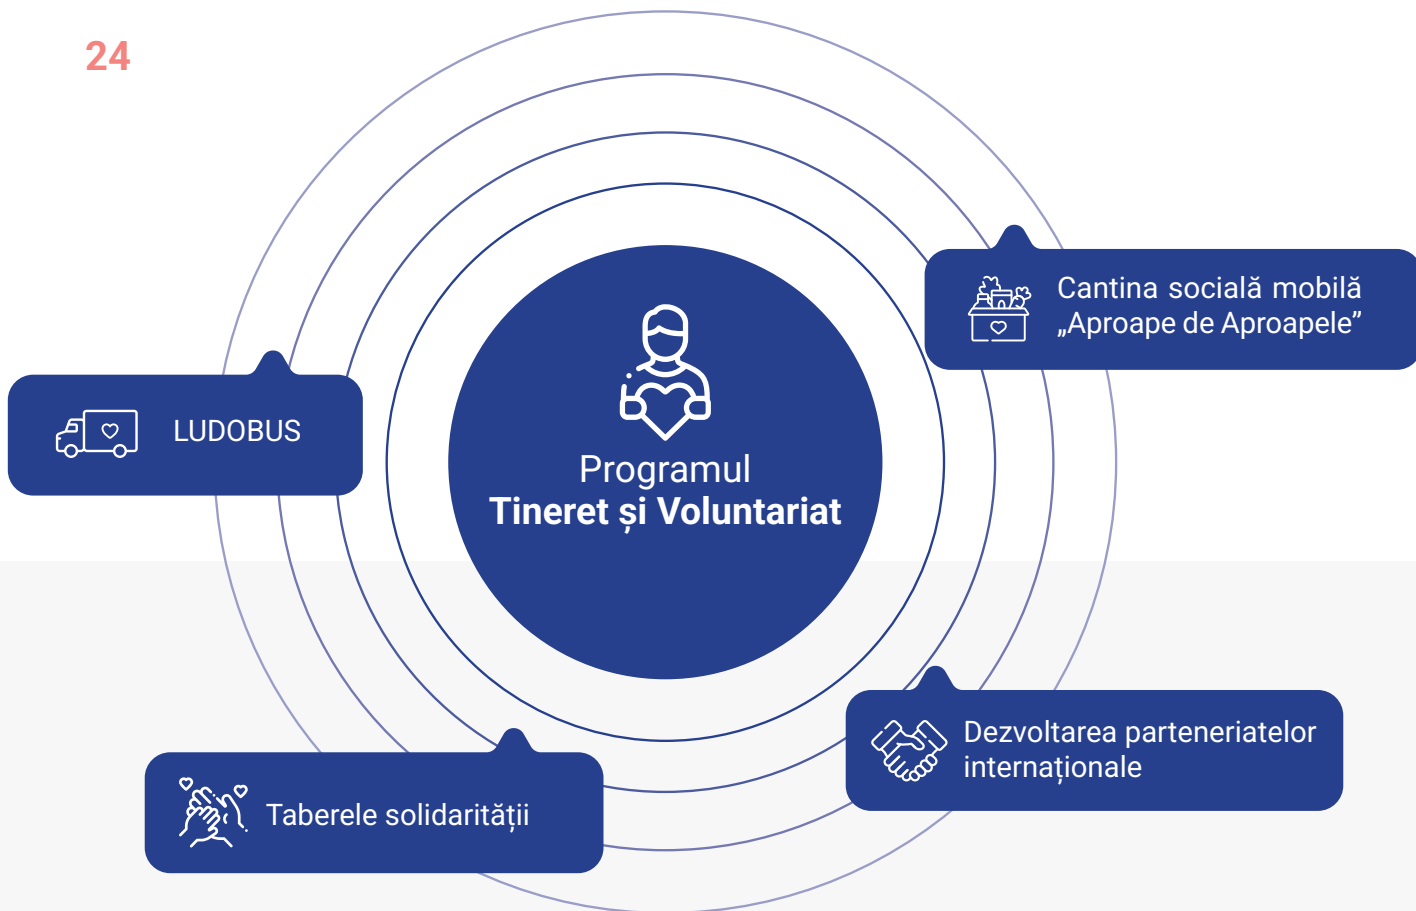 24
Cantina socială mobilă
„Aproape de Aproapele”
LUDOBUS
Programul
Tineret și Voluntariat
Dezvoltarea parteneriatelor
internaționale
Taberele solidarității